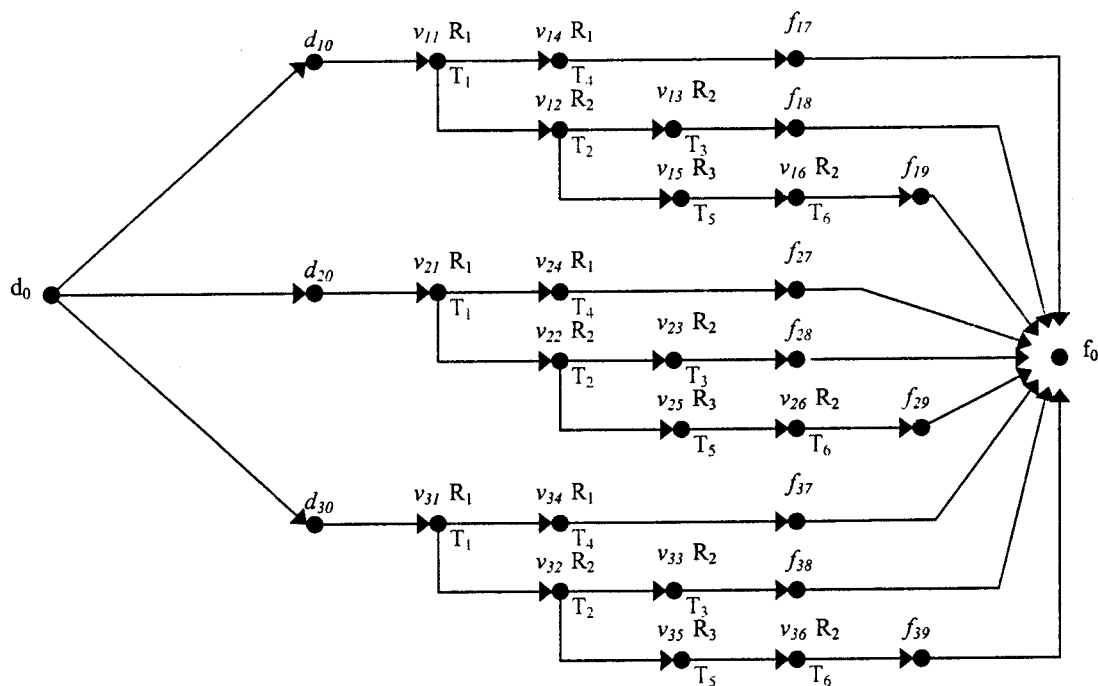 d10 v11 R1 v14 R1 f17
T1 T4
v12 R2 v13 R2 f18
T2 T3
v15 R3 v16 R2 f19
T5 T6
d0
d20 v21 R1 v24 R1 f27
T1 T4
v22 R2 v23 R2 f28
T2 T3
f0
v25 R3 v26 R2 f29
T5 T6
d30 v31 R1 v34 R1 f37
T1 T4
v32 R2 v33 R2 f38
T2 T3
v35 R3 v36 R2 f39
T5 T6